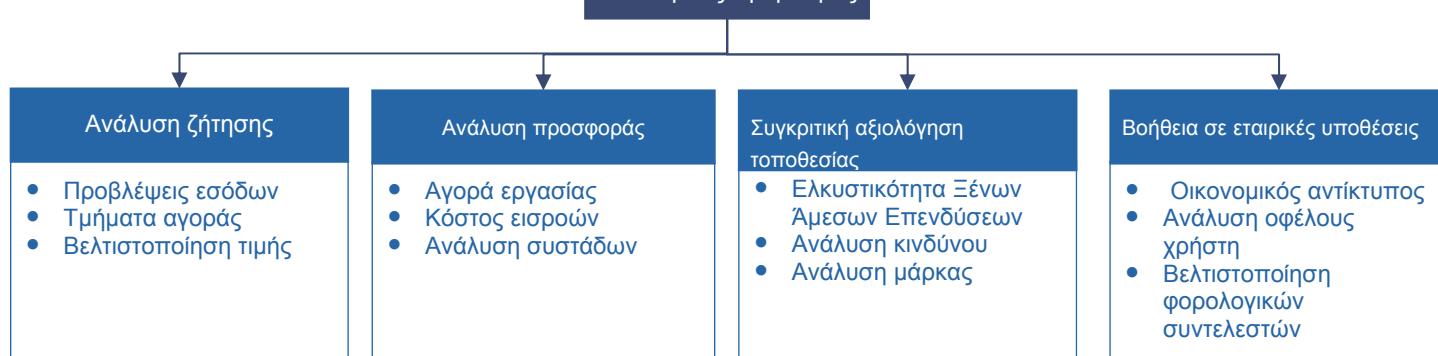 Ανάλυση ζήτησης
• Προβλέψεις εσόδων
• Τμήματα αγοράς
• Βελτιστοποίηση τιμής
Ανάλυση προσφοράς
• Αγορά εργασίας
• Κόστος εισροών
• Ανάλυση συστάδων
Συγκριτική αξιολόγηση
τοποθεσίας
• Ελκυστικότητα Ξένων
Άμεσων Επενδύσεων
• Ανάλυση κινδύνου
• Ανάλυση μάρκας
Βοήθεια σε εταιρικές υποθέσεις
• Οικονομικός αντίκτυπος
• Ανάλυση οφέλους
χρήστη
• Βελτιστοποίηση
φορολογικών
συντελεστών